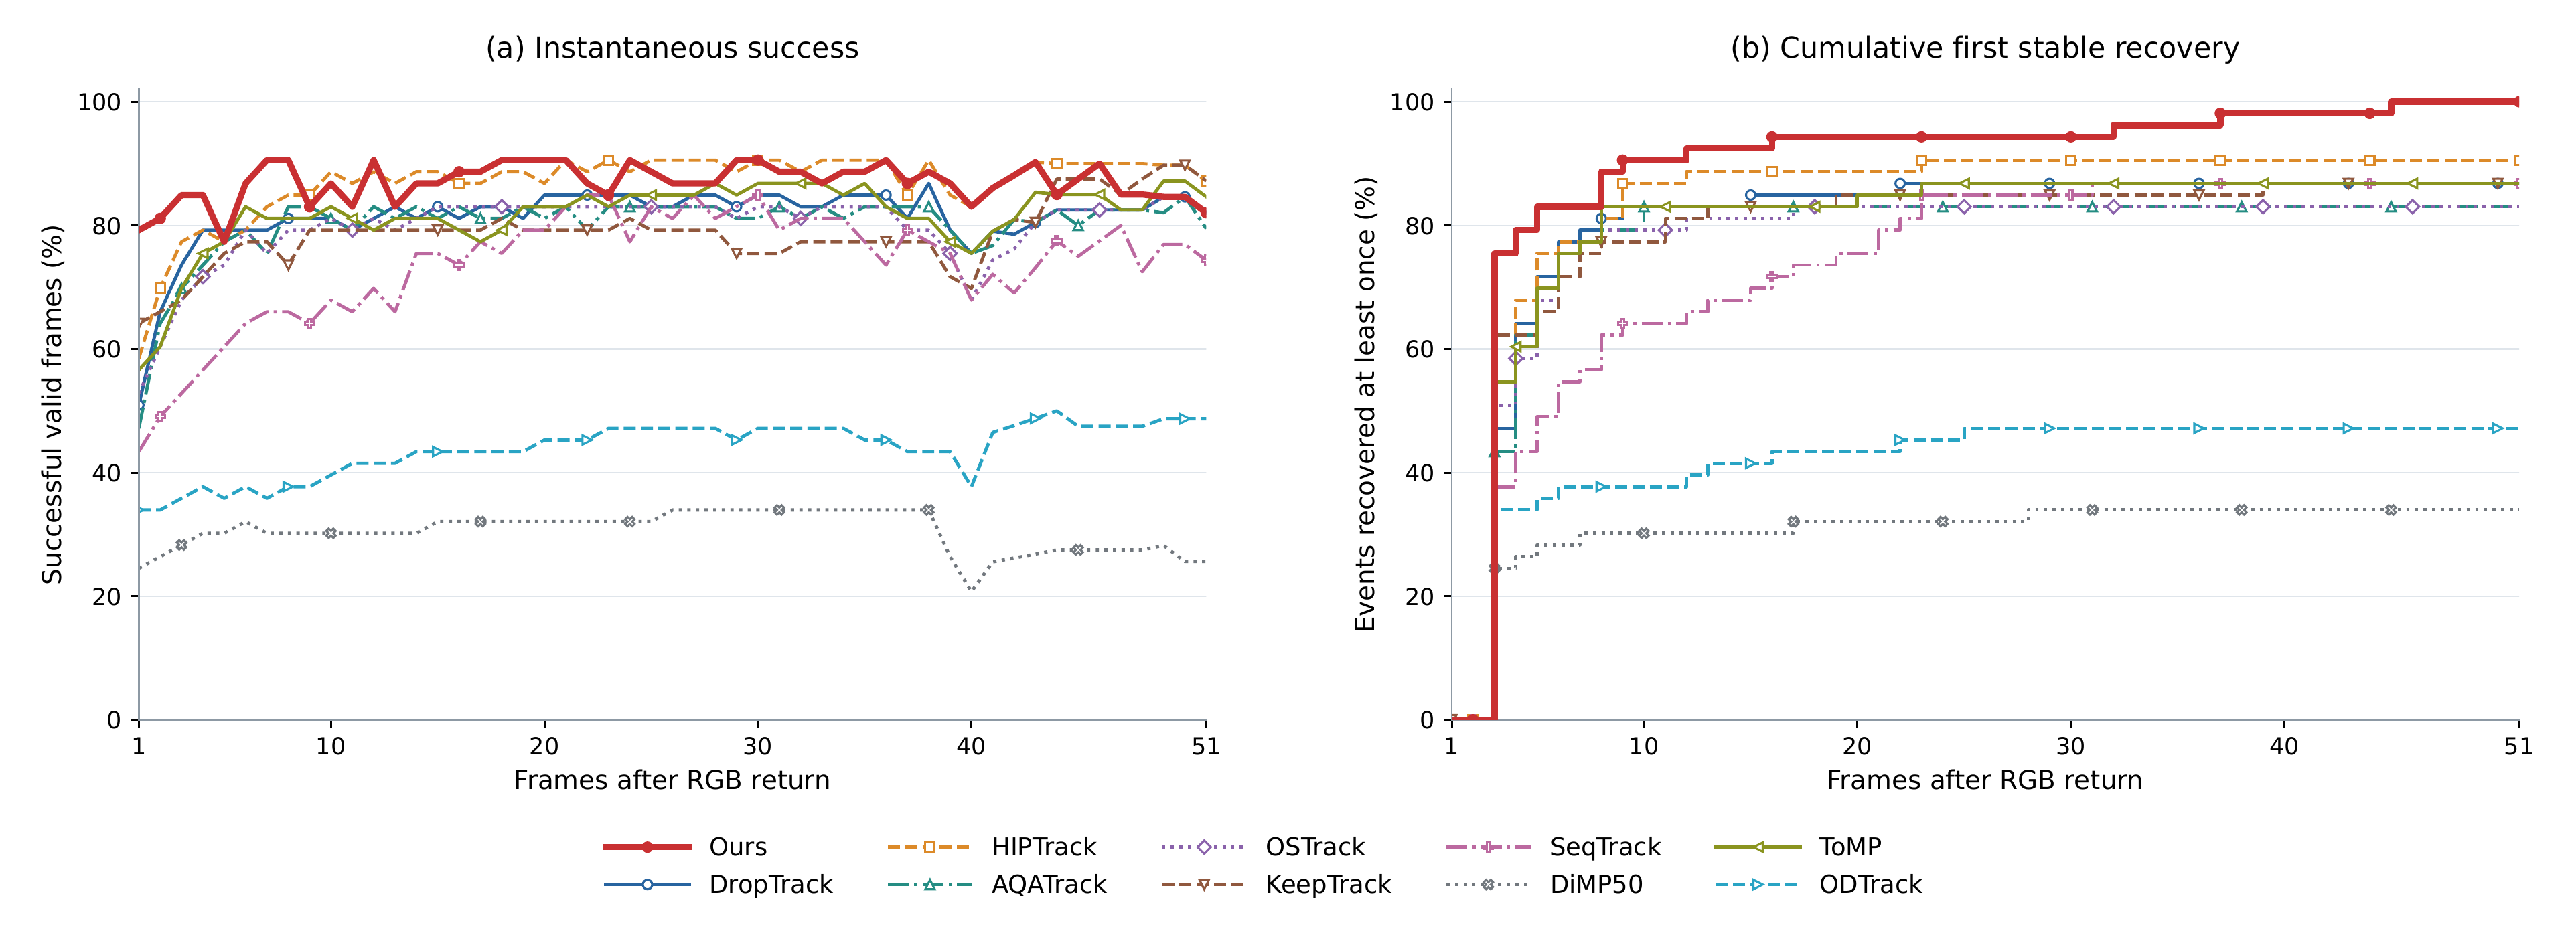 (a) Instantaneous success
(b) Cumulative first stable recovery
Successful valid frames (%)
100
80
60
40
20
0
1 10 20 30 40 51
Frames after RGB return
Events recovered at least once (%)
100
80
60
40
20
0
1 10 20 30 40 51
Frames after RGB return
Ours HIPTrack OSTrack SeqTrack ToMP
DropTrack AQATrack KeepTrack DiMP50 ODTrack